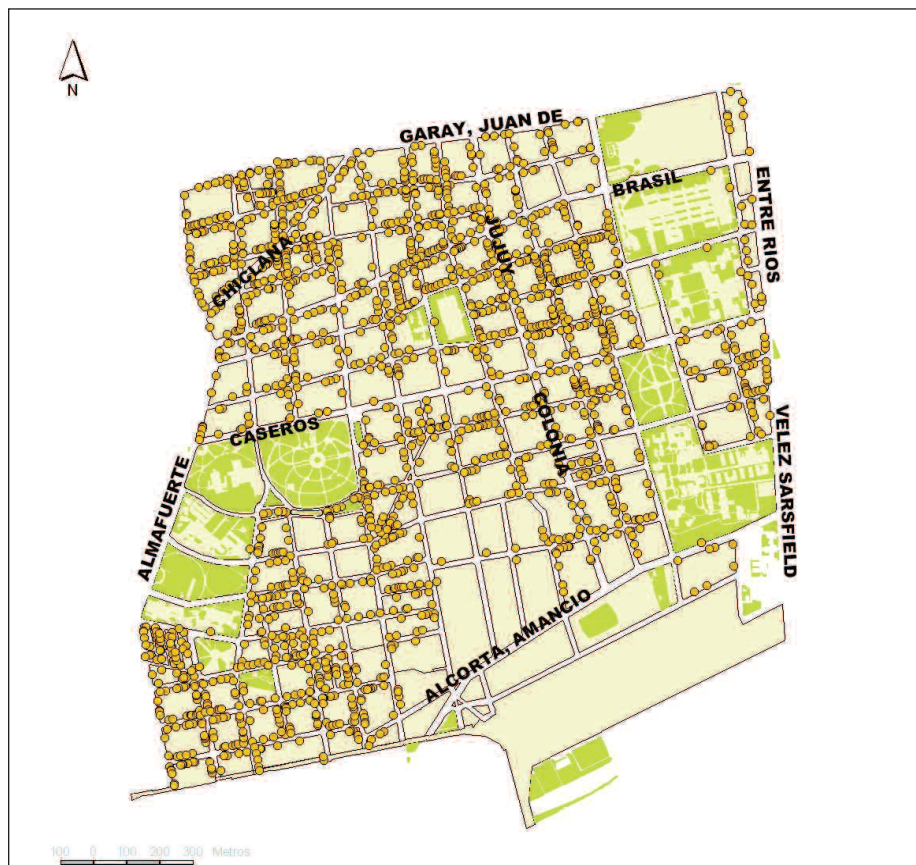 N
GARAY, JUAN DE
BRASIL
ENTRE RIOS
JUJUY
CHICLANA
COLONIA
CASEROS
VELEZ SARSFIELD
ALMAFUERTE
ALCORTA, AMANCIO
100 0 100 200 300 Metros